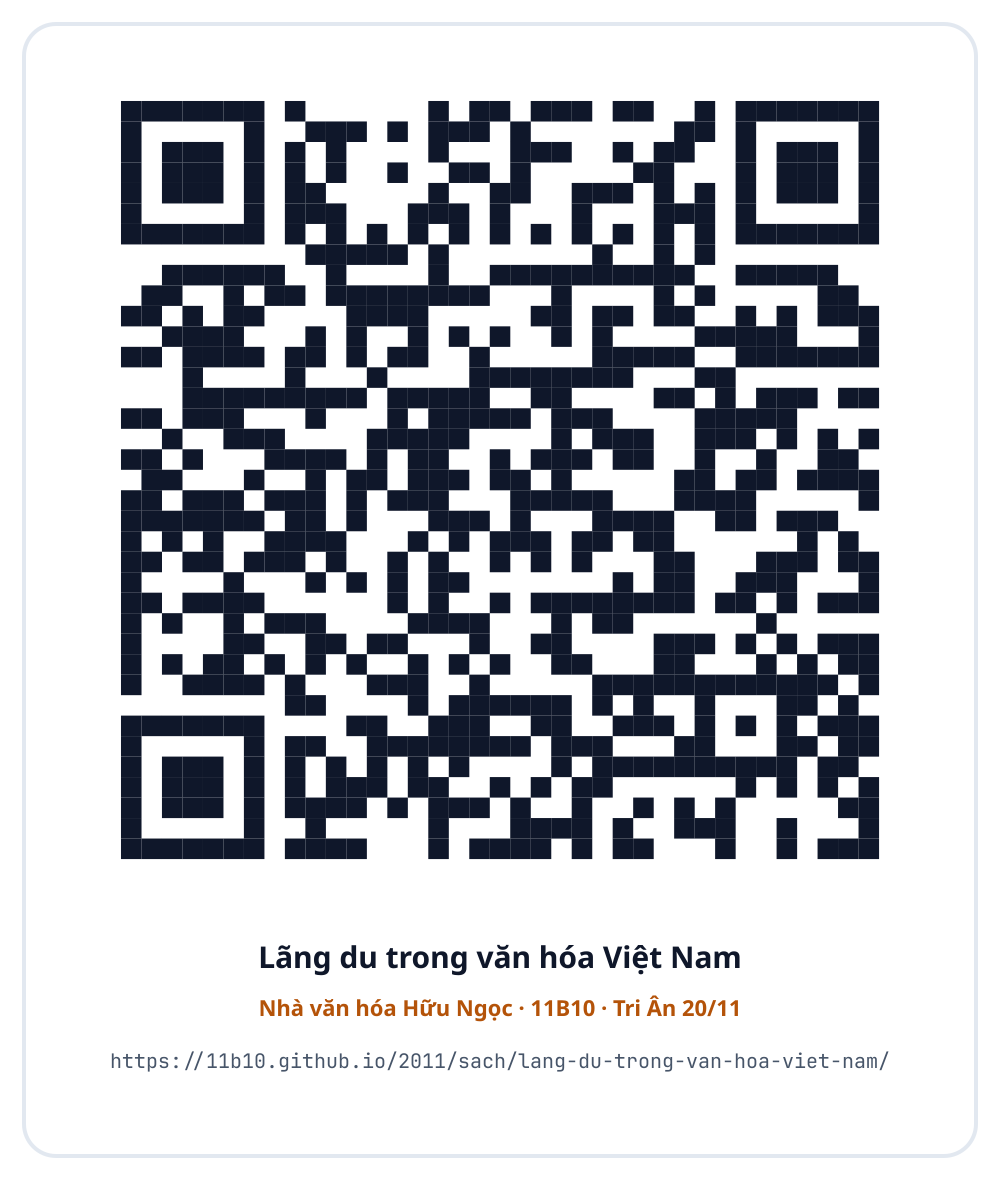 Lãng du trong văn hóa Việt Nam
Nhà văn hóa Hữu Ngọc · 11B10 · Tri Ân 20/11
https://11b10.github.io/2011/sach/lang-du-trong-van-hoa-viet-nam/